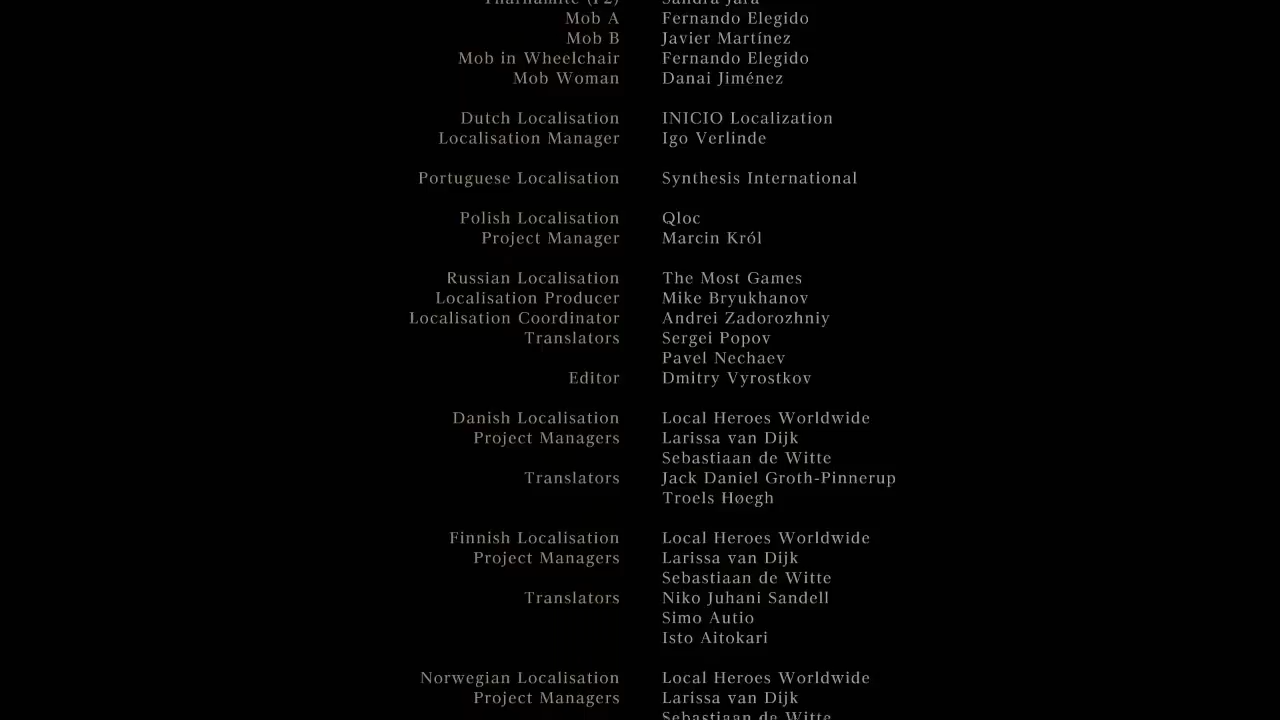 Mob A Fernando Elegido
Mob B Javier Martínez
Mob in Wheelchair Fernando Elegido
Mob Woman Danai Jiménez
Dutch Localisation INICIO Localization
Localisation Manager Igo Verlinde
Portuguese Localisation Synthesis International
Polish Localisation Qloc
Project Manager Marcin Król
Russian Localisation The Most Games
Localisation Producer Mike Bryukhanov
Localisation Coordinator Andrei Zadorozhniy
Translators Sergei Popov
Pavel Nechaev
Editor Dmitry Vyrostkov
Danish Localisation Local Heroes Worldwide
Project Managers Larissa van Dijk
Sebastiaan de Witte
Translators Jack Daniel Groth-Pinnerup
Troels Høegh
Finnish Localisation Local Heroes Worldwide
Project Managers Larissa van Dijk
Sebastiaan de Witte
Translators Niko Juhani Sandell
Simo Autio
Isto Aitokari
Norwegian Localisation Local Heroes Worldwide
Project Managers Larissa van Dijk
Sebastiaan de Witte